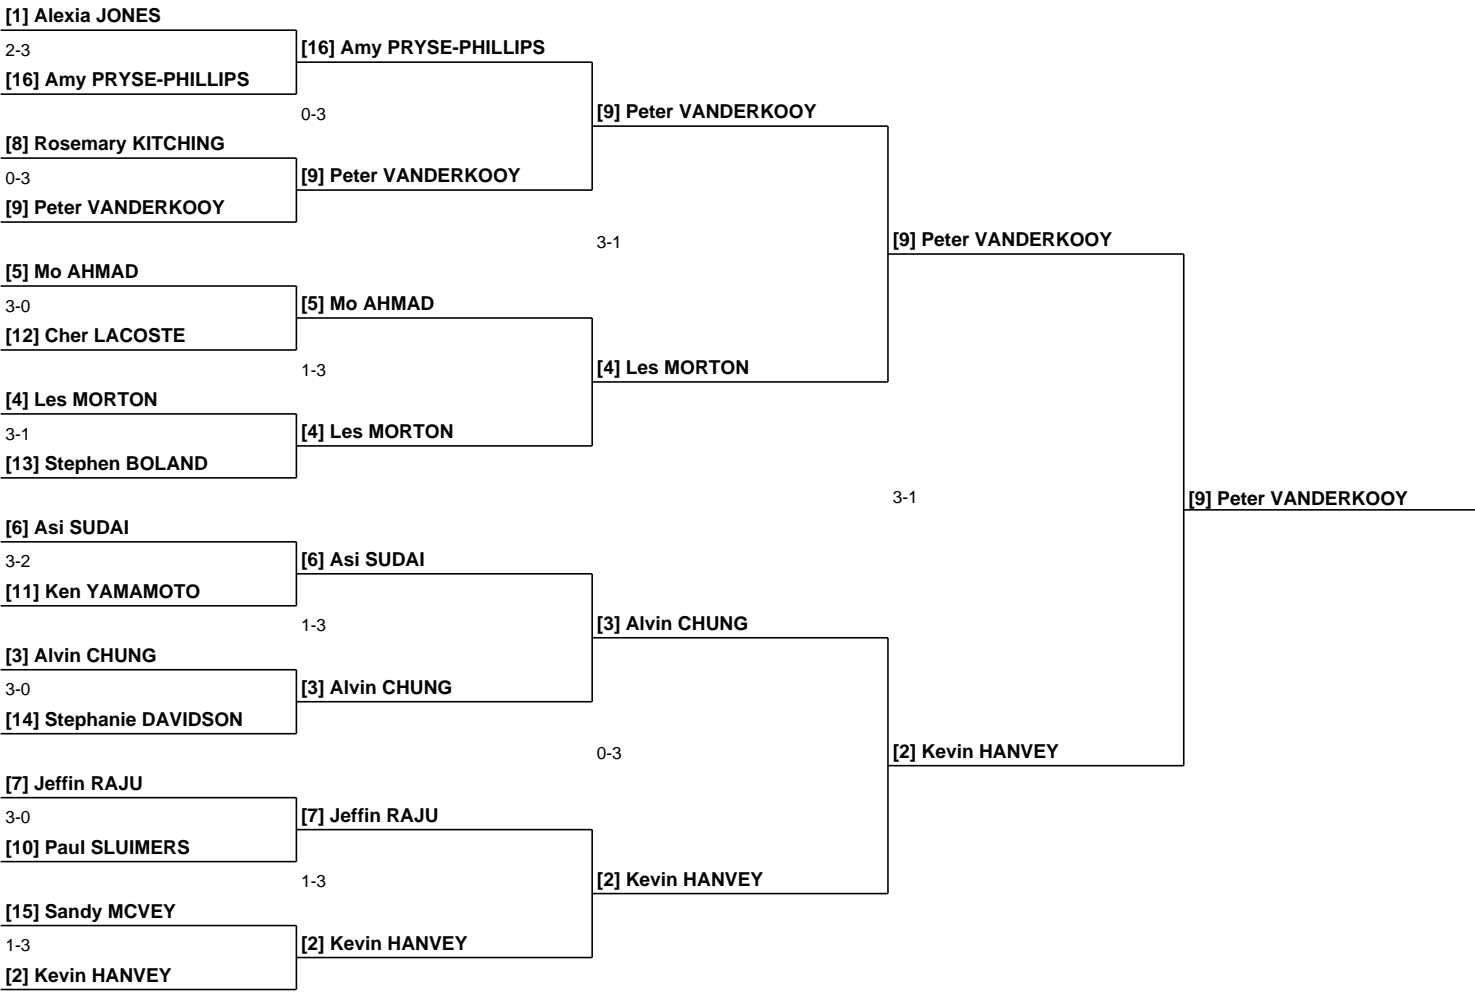 [1] Alexia JONES
2-3
[16] Amy PRYSE-PHILLIPS
[16] Amy PRYSE-PHILLIPS
0-3
[8] Rosemary KITCHING
0-3
[9] Peter VANDERKOOY
[9] Peter VANDERKOOY
[9] Peter VANDERKOOY
3-1
[5] Mo AHMAD
3-0
[12] Cher LACOSTE
[5] Mo AHMAD
1-3
[4] Les MORTON
3-1
[13] Stephen BOLAND
[4] Les MORTON
[4] Les MORTON
[9] Peter VANDERKOOY
3-1
[6] Asi SUDAI
3-2
[11] Ken YAMAMOTO
[6] Asi SUDAI
1-3
[3] Alvin CHUNG
3-0
[14] Stephanie DAVIDSON
[3] Alvin CHUNG
[3] Alvin CHUNG
0-3
[7] Jeffin RAJU
3-0
[10] Paul SLUIMERS
[7] Jeffin RAJU
1-3
[15] Sandy MCVEY
1-3
[2] Kevin HANVEY
[2] Kevin HANVEY
[2] Kevin HANVEY
[2] Kevin HANVEY
[9] Peter VANDERKOOY